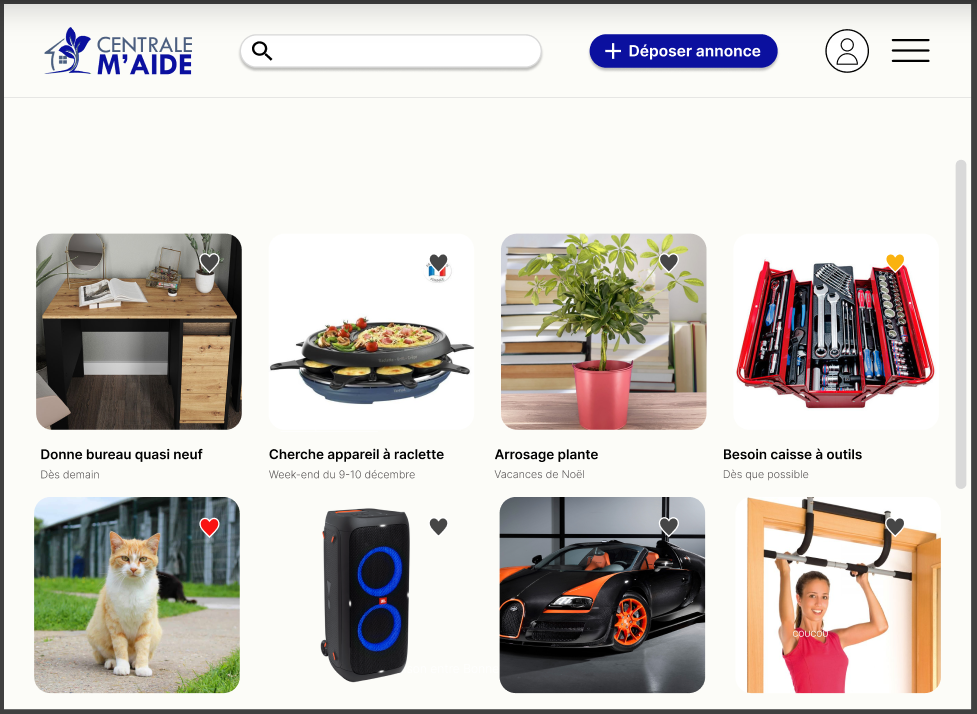 CENTRALE
M'AIDE
Déposer annonce
Donne bureau quasi neuf
Dès demain
Cherche appareil à raclette
Week-end du 9-10 décembre
Arrosage plante
Vacances de Noël
Besoin caisse à outils
Dès que possible
JBL
coucou